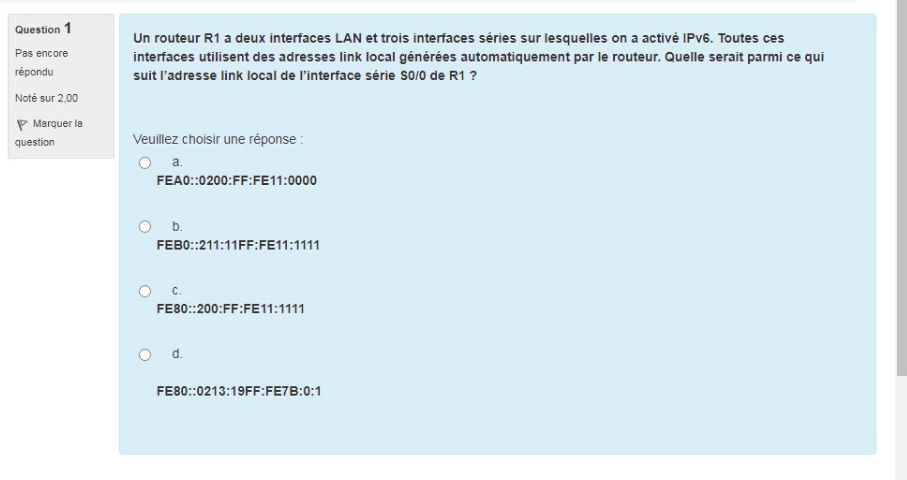 Question 1
Pas encore
répondu
Noté sur 2,00
Marquer la
question
Un routeur R1 a deux interfaces LAN et trois interfaces séries sur lesquelles on a activé IPv6. Toutes ces
interfaces utilisent des adresses link local générées automatiquement par le routeur. Quelle serait parmi ce qui
suit l'adresse link local de l'interface série S0/0 de R1 ?
Veuillez choisir une réponse :
a.
FEA0::0200:FF:FE11:0000
b.
FEB0::211:11FF:FE11:1111
c.
FE80::200:FF:FE11:1111
d.
FE80::0213:19FF:FE7B:0:1